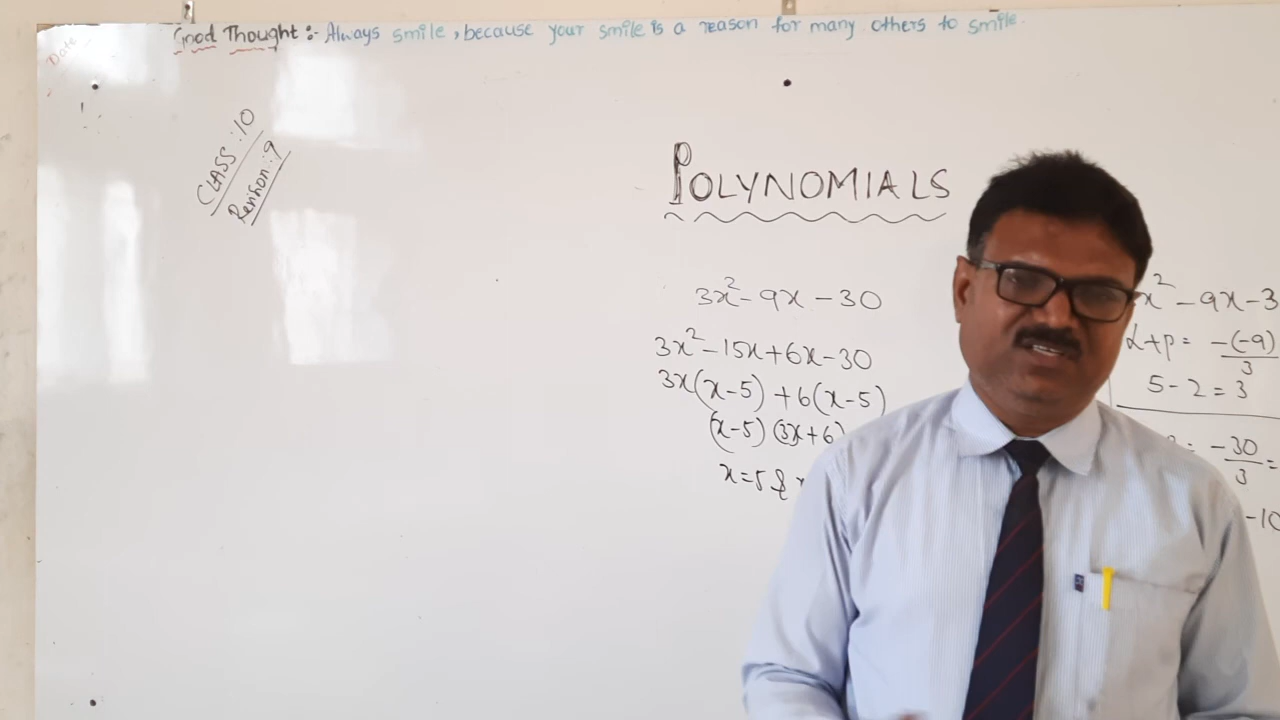 Good Thought :- Always smile, because your smile is a reason for many others to smile.
Date
CLASS : 10
Revision : 9
POLYNOMIALS
3x² - 9x - 30
3x² - 15x + 6x - 30
3x(x-5) + 6(x-5)
(x-5) (3x+6)
x=5 &
x² - 9x - 3
α+β = -(-9)/3
5 - 2 = 3
= -30/3 =
-10